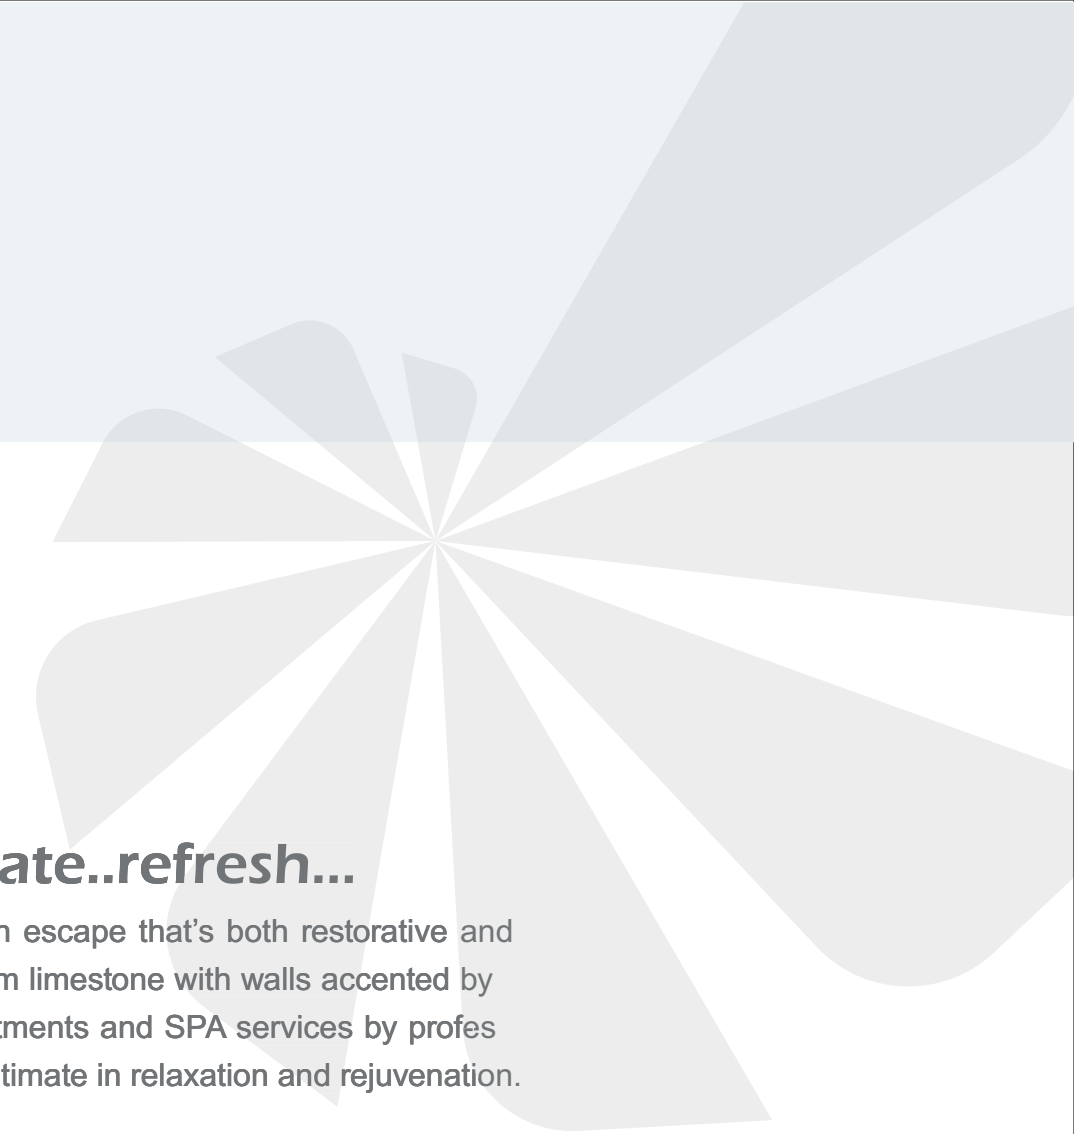 ate..refresh...
n escape that’s both restorative and
m limestone with walls accented by
tments and SPA services by profes
timate in relaxation and rejuvenation.